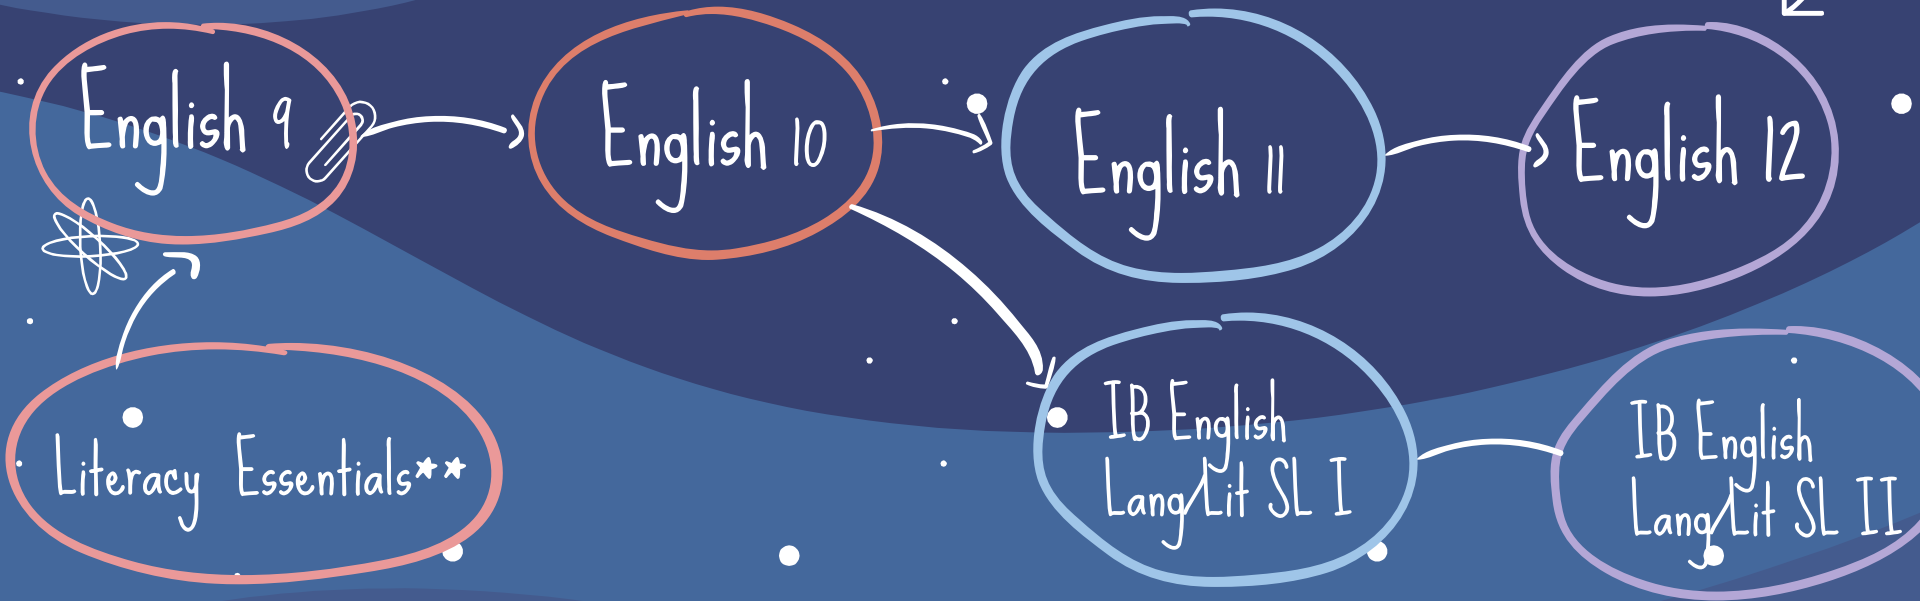 English 9
English 10
English 11
English 12
Literacy Essentials**
IB English
Lang/Lit SL I
IB English
Lang/Lit SL II